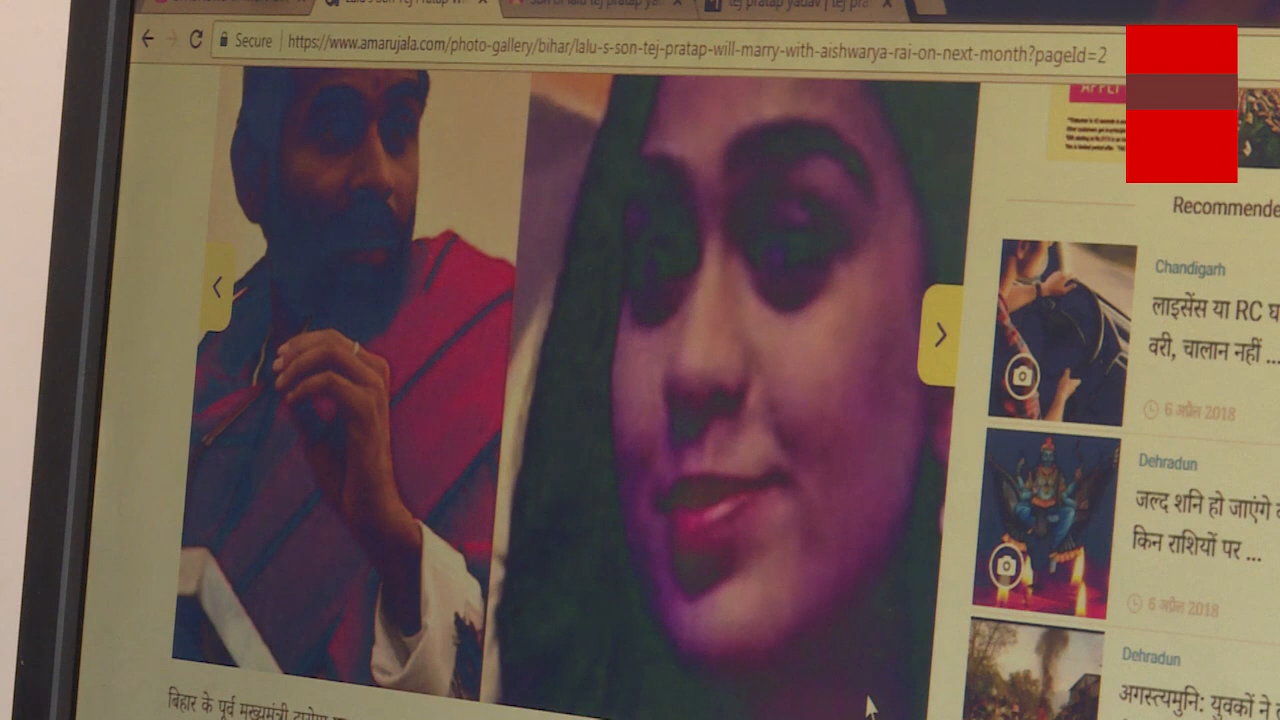 Secure https://www.amarujala.com/photo-gallery/bihar/lalu-s-son-tej-pratap-will-marry-with-aishwarya-rai-on-next-month?pageId=2
APPLY
Recommende
Chandigarh
लाइसेंस या RC घ
वरी, चालान नहीं ...
6 अप्रैल 2018
Dehradun
जल्द शनि हो जाएंगे
किन राशियों पर ...
6 अप्रैल 2018
Dehradun
अगस्त्यमुनि: युवकों ने
बिहार के पूर्व मुख्यमंत्री